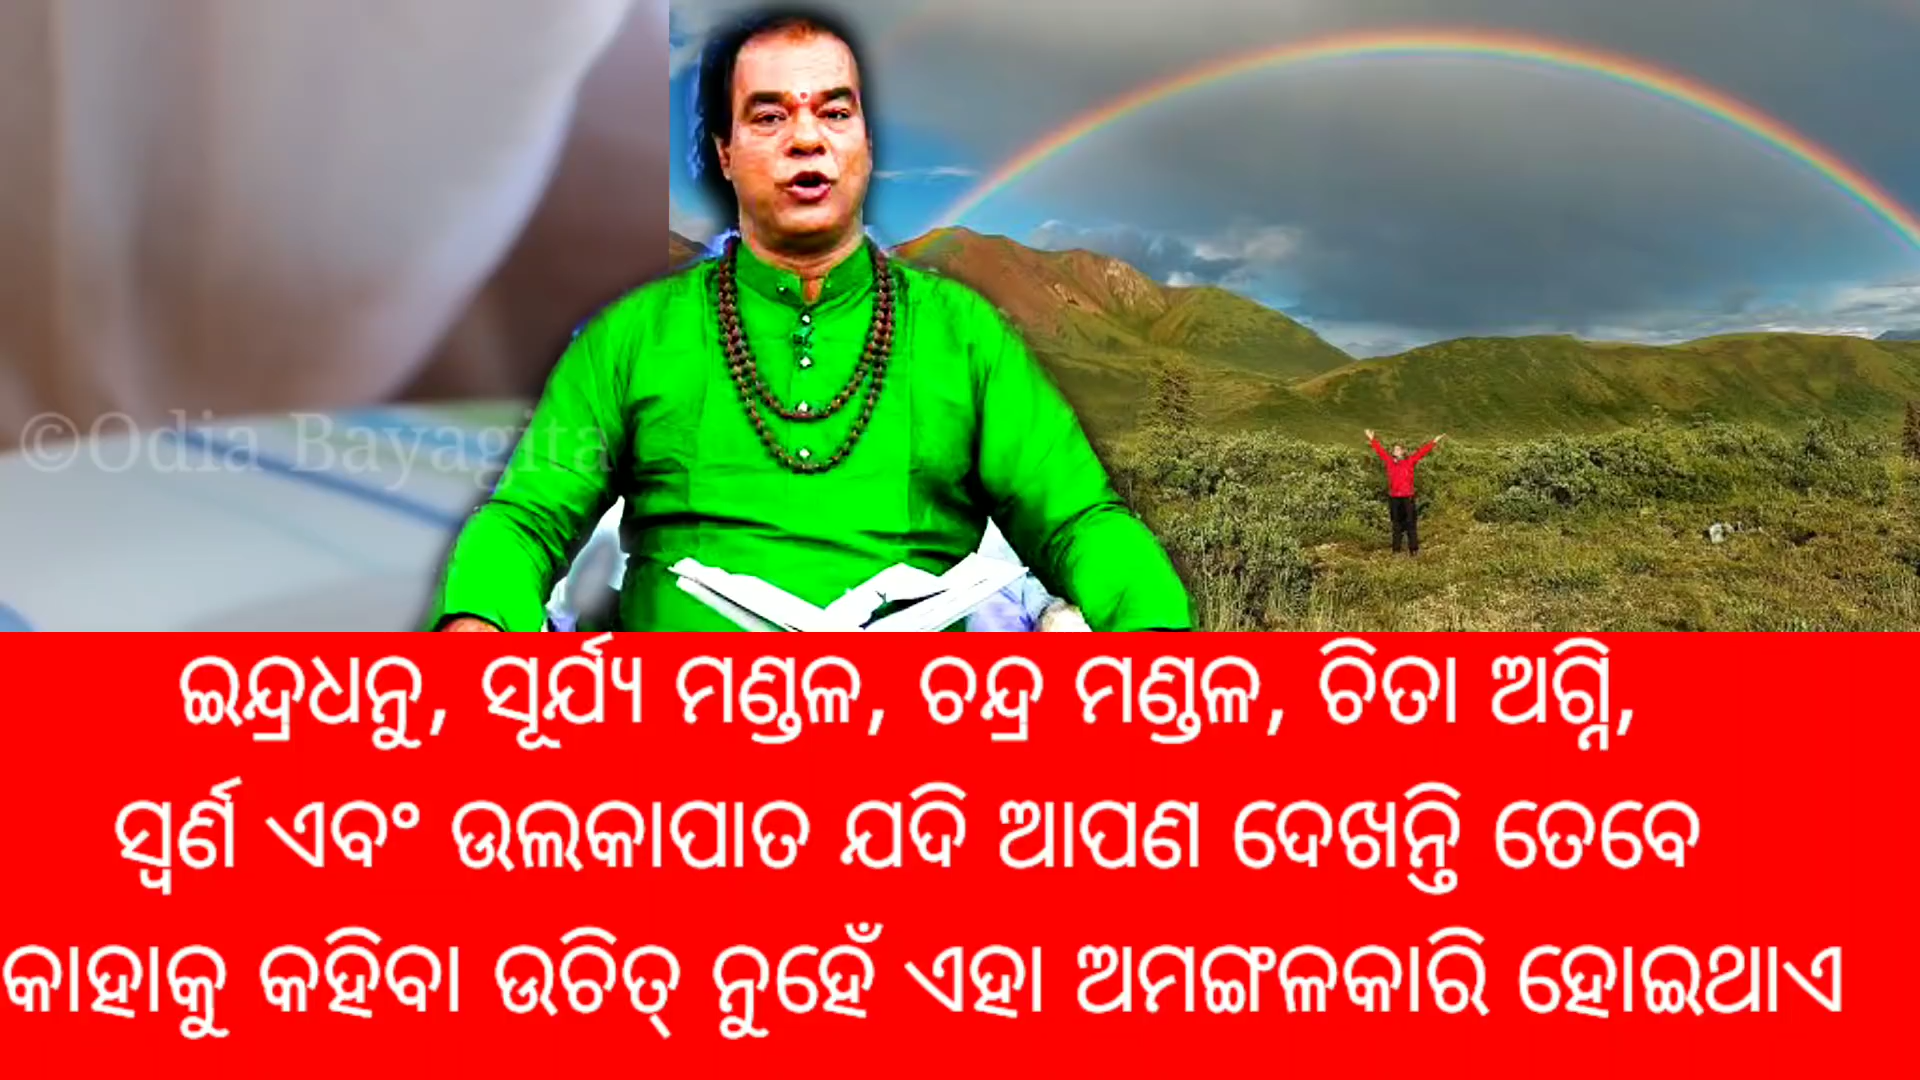 ©Odia Bayagita
ଇନ୍ଦ୍ରଧନୁ, ସୂର୍ଯ୍ୟ ମଣ୍ଡଳ, ଚନ୍ଦ୍ର ମଣ୍ଡଳ, ଚିତା ଅଗ୍ନି,
ସ୍ୱର୍ଣ ଏବଂ ଉଲକାପାତ ଯଦି ଆପଣ ଦେଖନ୍ତି ତେବେ
କାହାକୁ କହିବା ଉଚିତ୍ ନୁହେଁ ଏହା ଅମଙ୍ଗଳକାରି ହୋଇଥାଏ